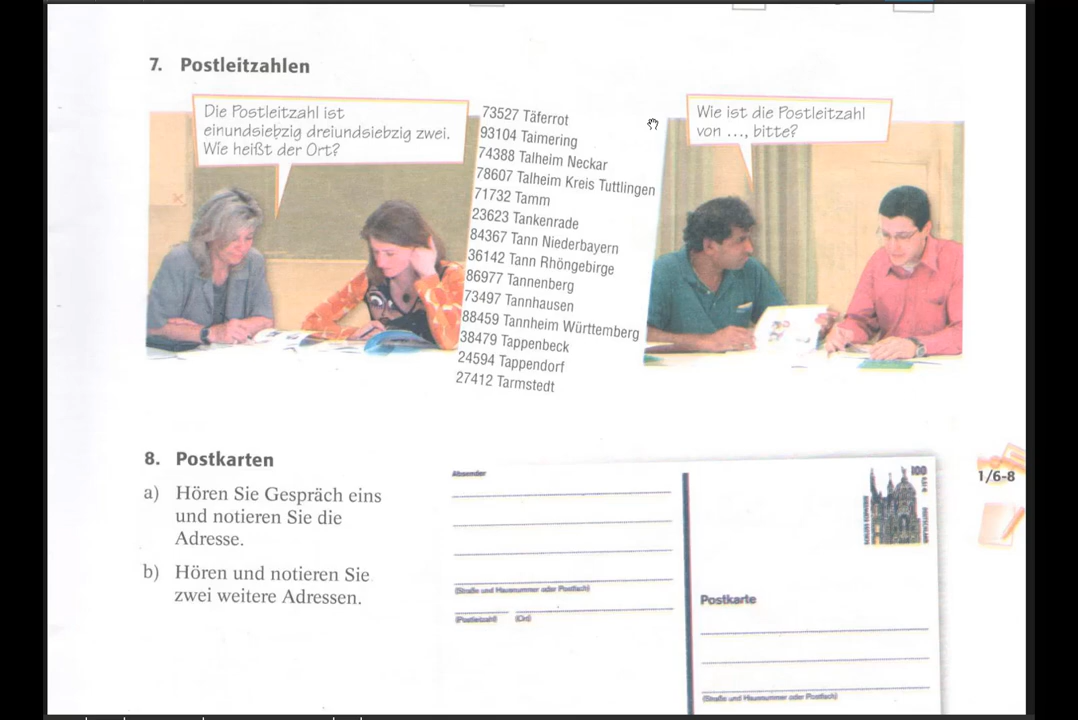 7. Postleitzahlen
Die Postleitzahl ist
einundsiebzig dreiundsiebzig zwei.
Wie heißt der Ort?
73527 Täferrot
93104 Taimering
74388 Talheim Neckar
78607 Talheim Kreis Tuttlingen
71732 Tamm
23623 Tankenrade
84367 Tann Niederbayern
36142 Tann Rhöngebirge
86977 Tannenberg
73497 Tannhausen
88459 Tannheim Württemberg
38479 Tappenbeck
24594 Tappendorf
27412 Tarmstedt
Wie ist die Postleitzahl
von ..., bitte?
8. Postkarten
a) Hören Sie Gespräch eins
und notieren Sie die
Adresse.
b) Hören und notieren Sie
zwei weitere Adressen.
Absender
(Straße und Hausnummer oder Postfach)
(Postleitzahl) (Ort)
100
DEUTSCHLAND
Postkarte
(Straße und Hausnummer oder Postfach)
1/6-8